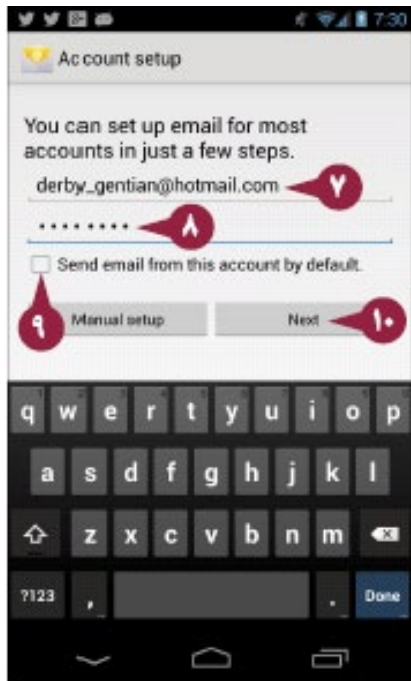 7:30
Account setup
You can set up email for most
accounts in just a few steps.
derby_gentian@hotmail.com ٧
•••••••• ٨
Send email from this account by default.
٩ Manual setup Next ١٠
q w e r t y u i o p
a s d f g h j k l
z x c v b n m
?123 , . Done